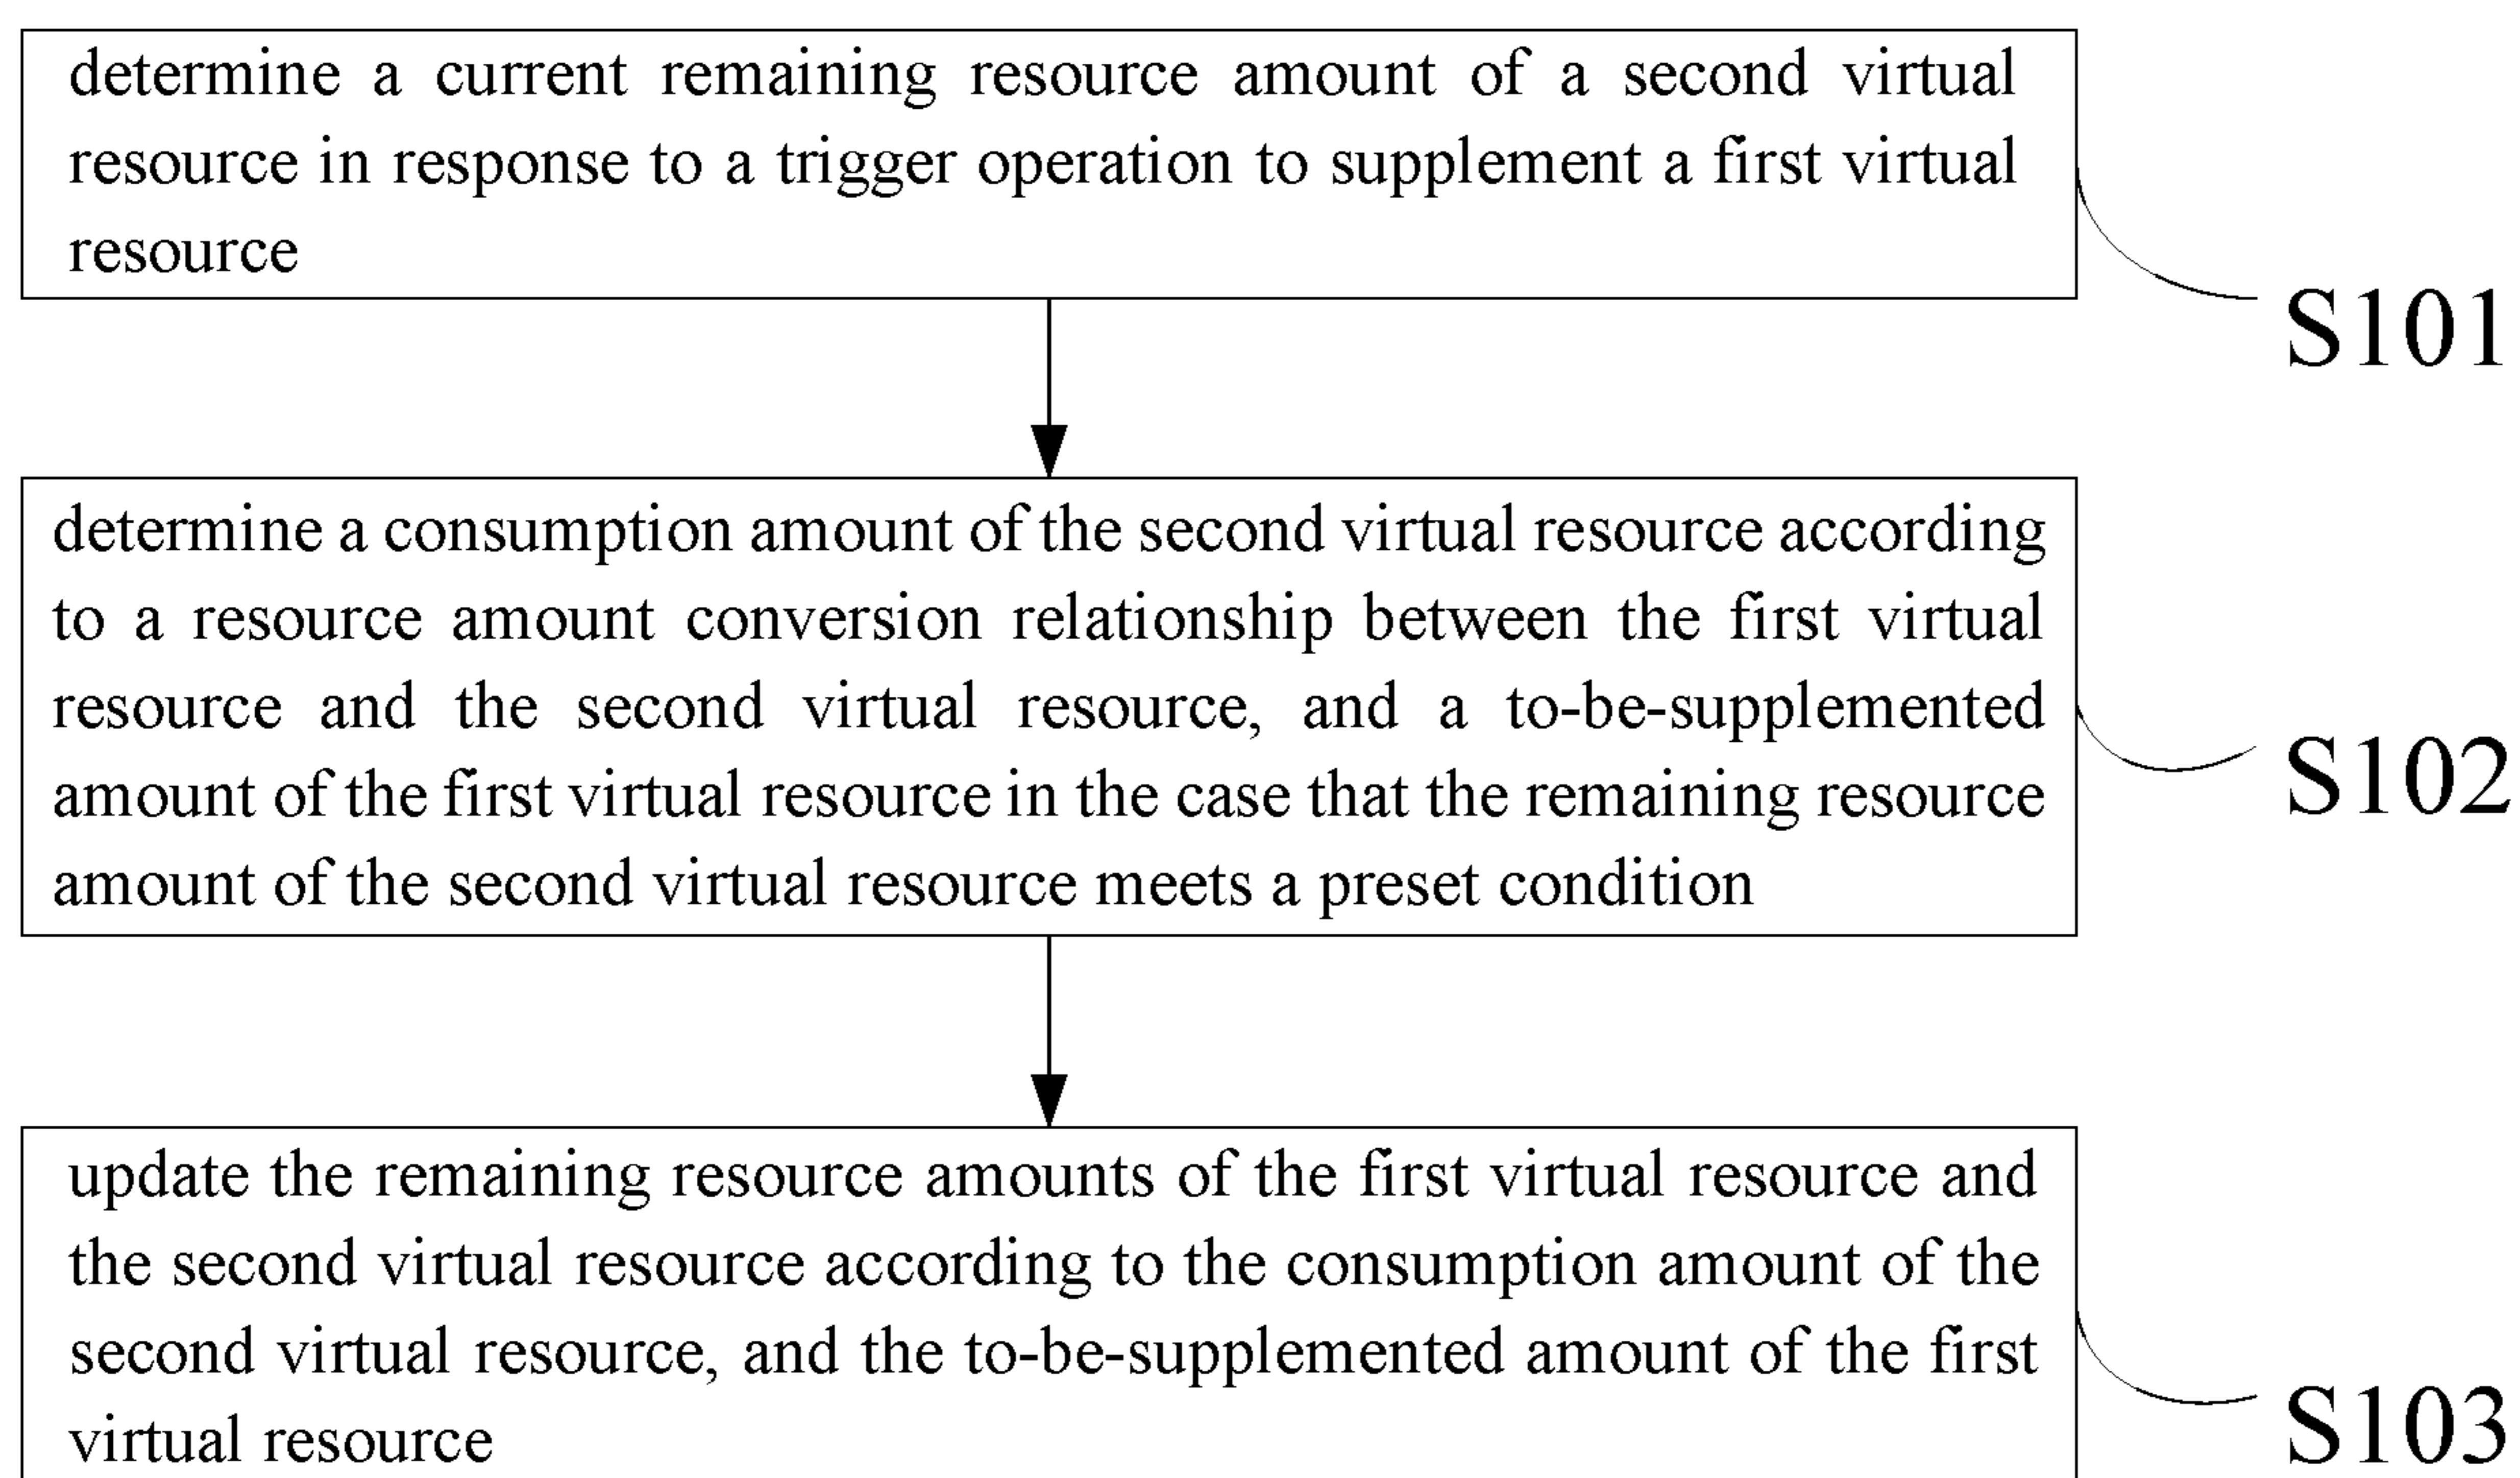 determine a current remaining resource amount of a second virtual
resource in response to a trigger operation to supplement a first virtual
resource
S101
determine a consumption amount of the second virtual resource according
to a resource amount conversion relationship between the first virtual
resource and the second virtual resource, and a to-be-supplemented
amount of the first virtual resource in the case that the remaining resource
amount of the second virtual resource meets a preset condition
S102
update the remaining resource amounts of the first virtual resource and
the second virtual resource according to the consumption amount of the
second virtual resource, and the to-be-supplemented amount of the first
virtual resource
S103